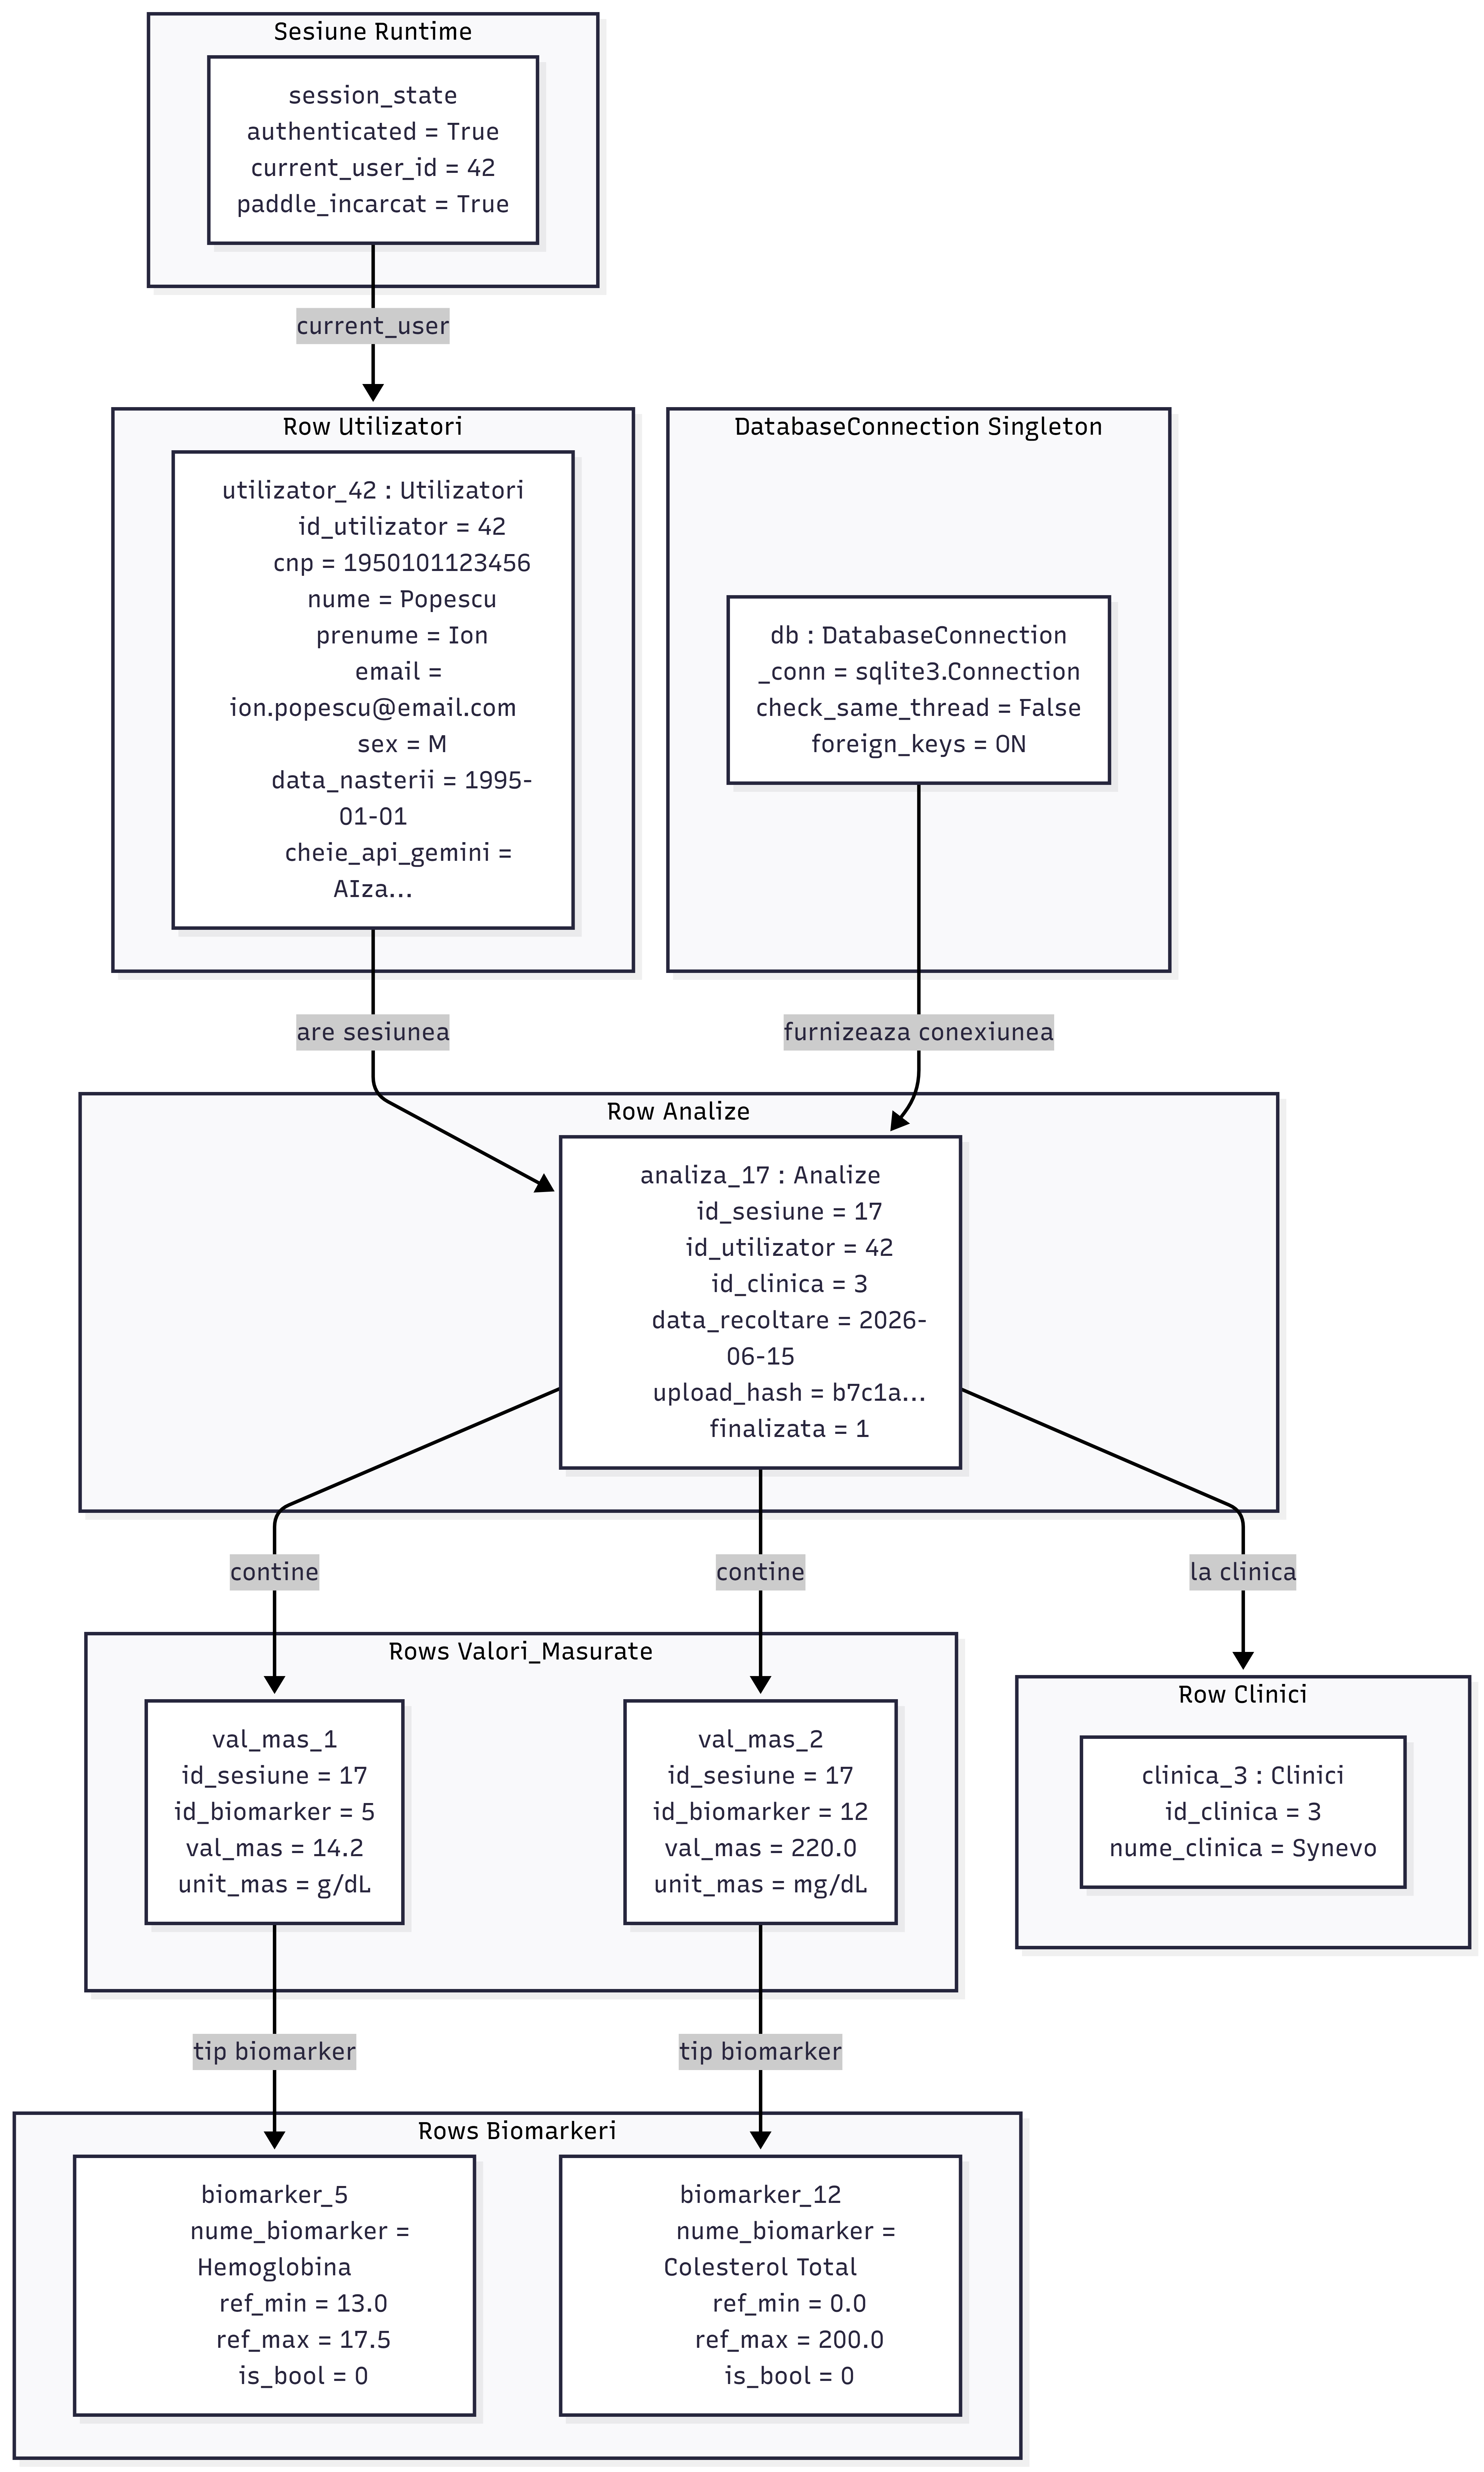 Sesiune Runtime
session_state
authenticated = True
current_user_id = 42
paddle_incarcat = True
current_user
Row Utilizatori
utilizator_42 : Utilizatori
id_utilizator = 42
cnp = 1950101123456
nume = Popescu
prenume = Ion
email =
ion.popescu@email.com
sex = M
data_nasterii = 1995-
01-01
cheie_api_gemini =
AIza...
DatabaseConnection Singleton
db : DatabaseConnection
_conn = sqlite3.Connection
check_same_thread = False
foreign_keys = ON
are sesiunea
furnizeaza conexiunea
Row Analize
analiza_17 : Analize
id_sesiune = 17
id_utilizator = 42
id_clinica = 3
data_recoltare = 2026-
06-15
upload_hash = b7c1a...
finalizata = 1
contine
contine
la clinica
Rows Valori_Masurate
val_mas_1
id_sesiune = 17
id_biomarker = 5
val_mas = 14.2
unit_mas = g/dL
val_mas_2
id_sesiune = 17
id_biomarker = 12
val_mas = 220.0
unit_mas = mg/dL
Row Clinici
clinica_3 : Clinici
id_clinica = 3
nume_clinica = Synevo
tip biomarker
tip biomarker
Rows Biomarkeri
biomarker_5
nume_biomarker =
Hemoglobina
ref_min = 13.0
ref_max = 17.5
is_bool = 0
biomarker_12
nume_biomarker =
Colesterol Total
ref_min = 0.0
ref_max = 200.0
is_bool = 0